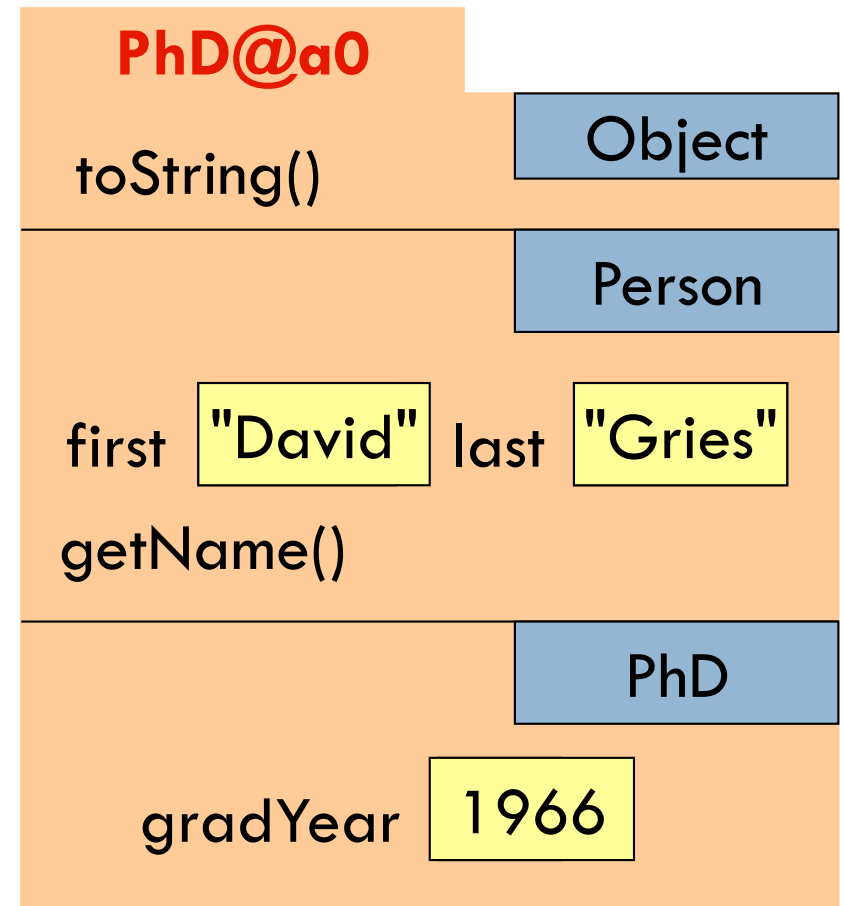 PhD@a0
Object
toString()
Person
first "David" last "Gries"
getName()
PhD
gradYear 1966